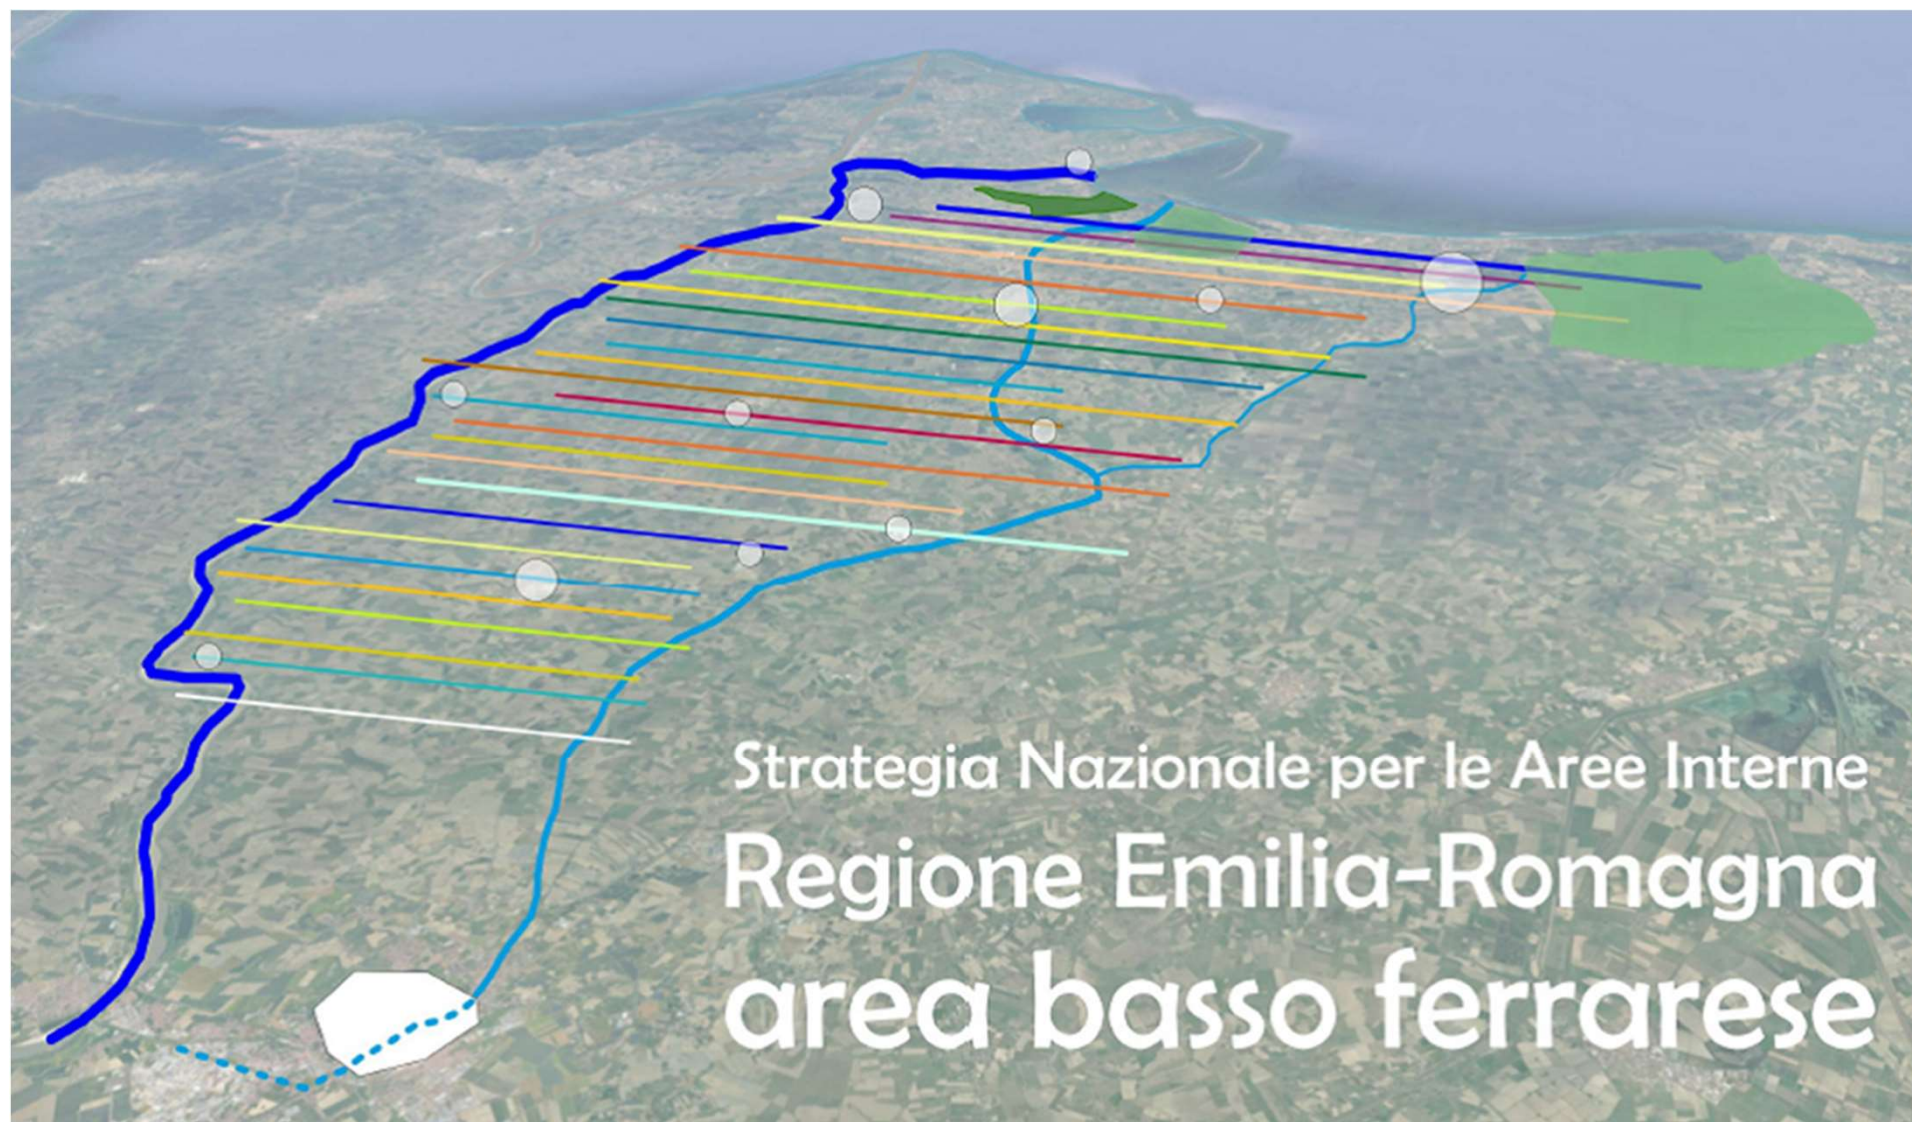 Strategia Nazionale per le Aree Interne
Regione Emilia-Romagna
area basso ferrarese